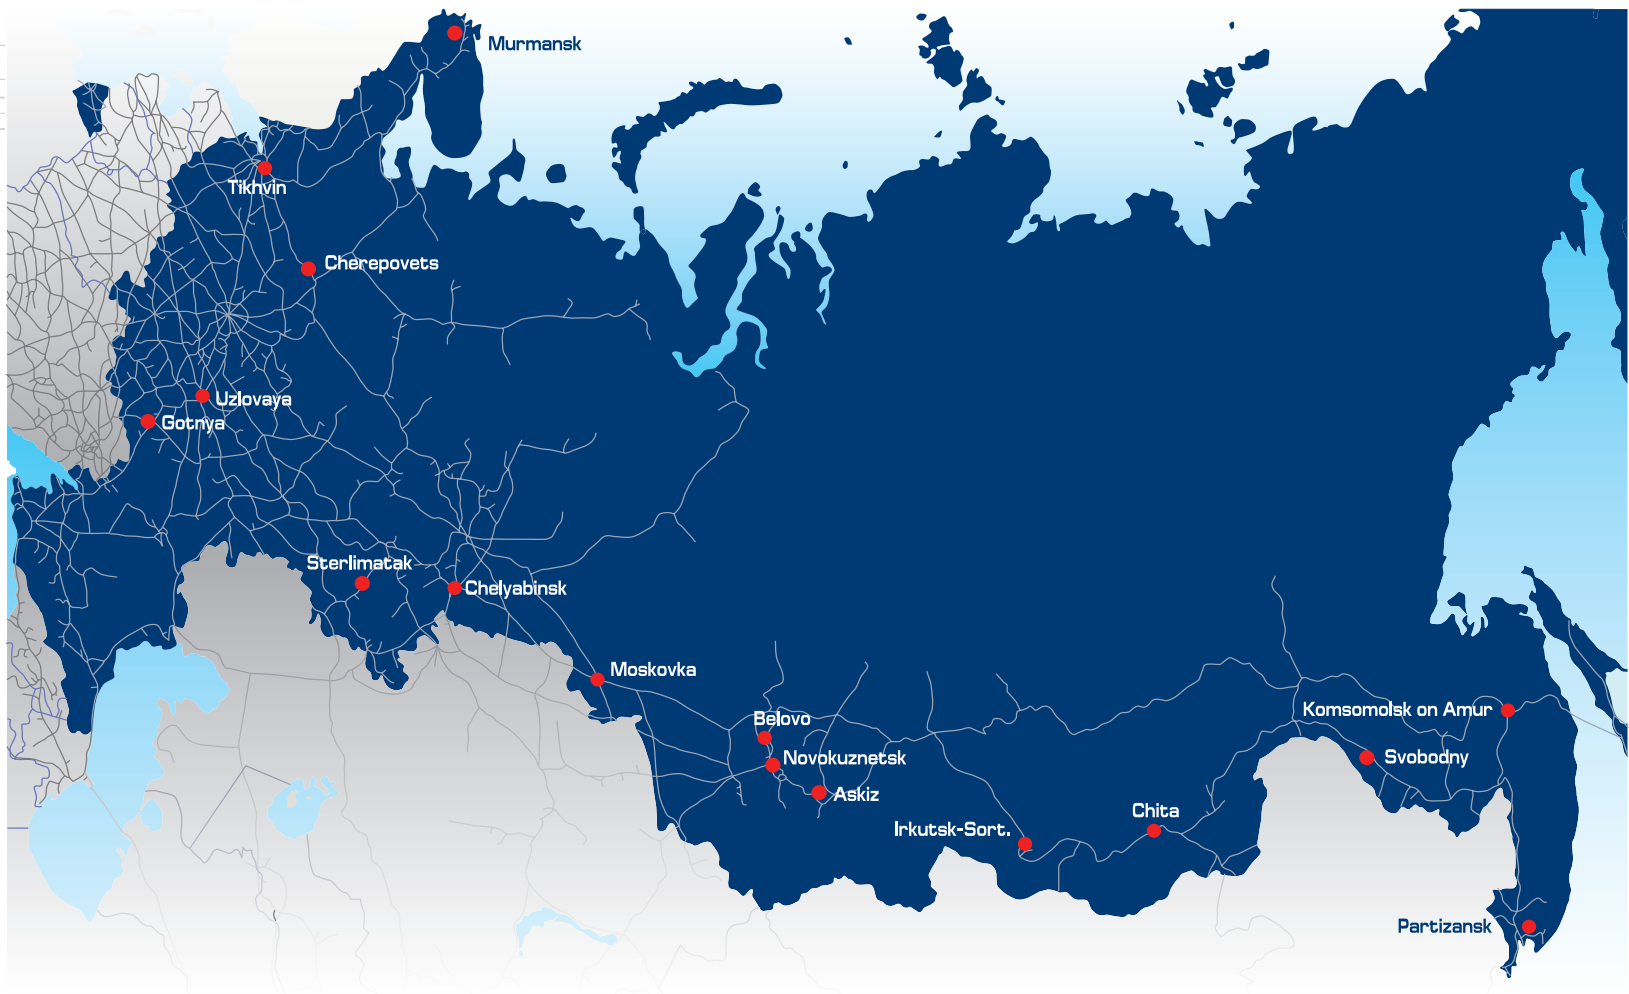 Murmansk
Tikhvin
Cherepovets
Uzlovaya
Gotnya
Sterlimatak
Chelyabinsk
Moskovka
Belovo
Novokuznetsk
Askiz
Irkutsk-Sort.
Chita
Komsomolsk on Amur
Svobodny
Partizansk